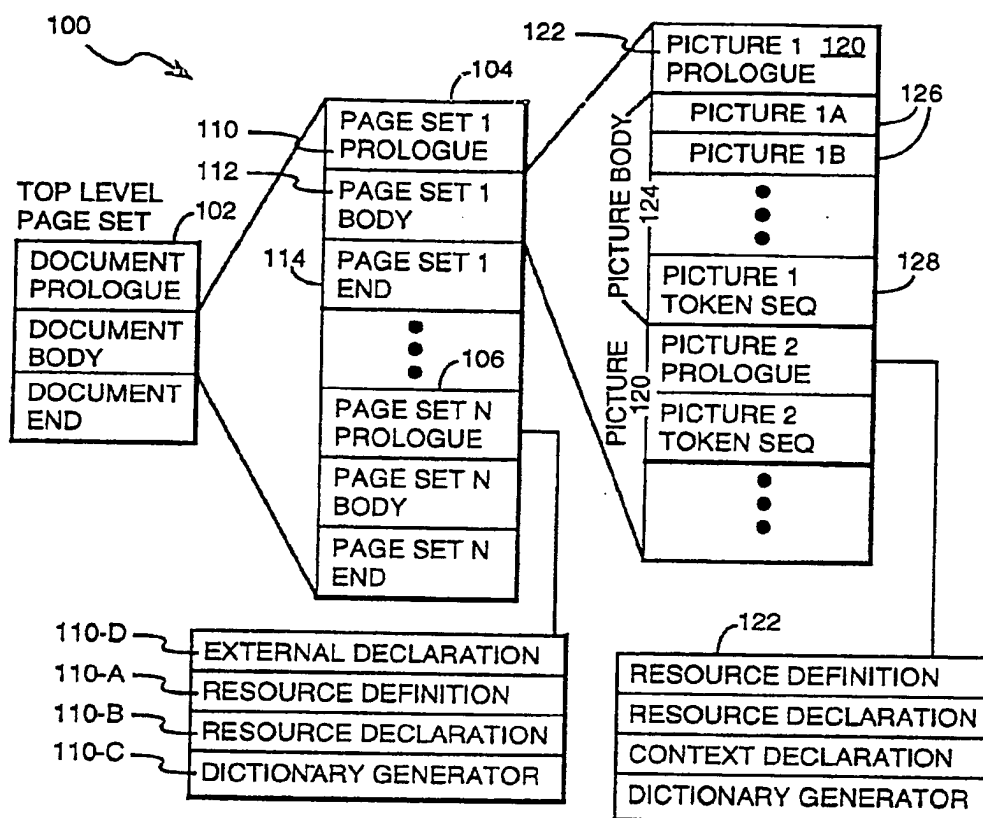 100
TOP LEVEL
PAGE SET
102
DOCUMENT
PROLOGUE
DOCUMENT
BODY
DOCUMENT
END
104
110
PAGE SET 1
PROLOGUE
112
PAGE SET 1
BODY
114
PAGE SET 1
END
106
PAGE SET N
PROLOGUE
PAGE SET N
BODY
PAGE SET N
END
110-D
EXTERNAL DECLARATION
110-A
RESOURCE DEFINITION
110-B
RESOURCE DECLARATION
110-C
DICTIONARY GENERATOR
122
PICTURE 1 120
PROLOGUE
126
PICTURE 1A
PICTURE 1B
PICTURE BODY
124
128
PICTURE 1
TOKEN SEQ
PICTURE
120
PICTURE 2
PROLOGUE
PICTURE 2
TOKEN SEQ
122
RESOURCE DEFINITION
RESOURCE DECLARATION
CONTEXT DECLARATION
DICTIONARY GENERATOR